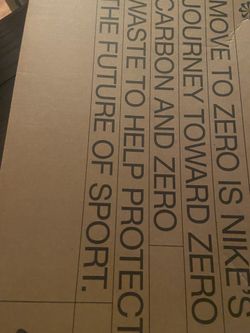 MOVE TO ZERO IS NIKE'S
JOURNEY TOWARD ZERO
CARBON AND ZERO
WASTE TO HELP PROTECT
THE FUTURE OF SPORT.